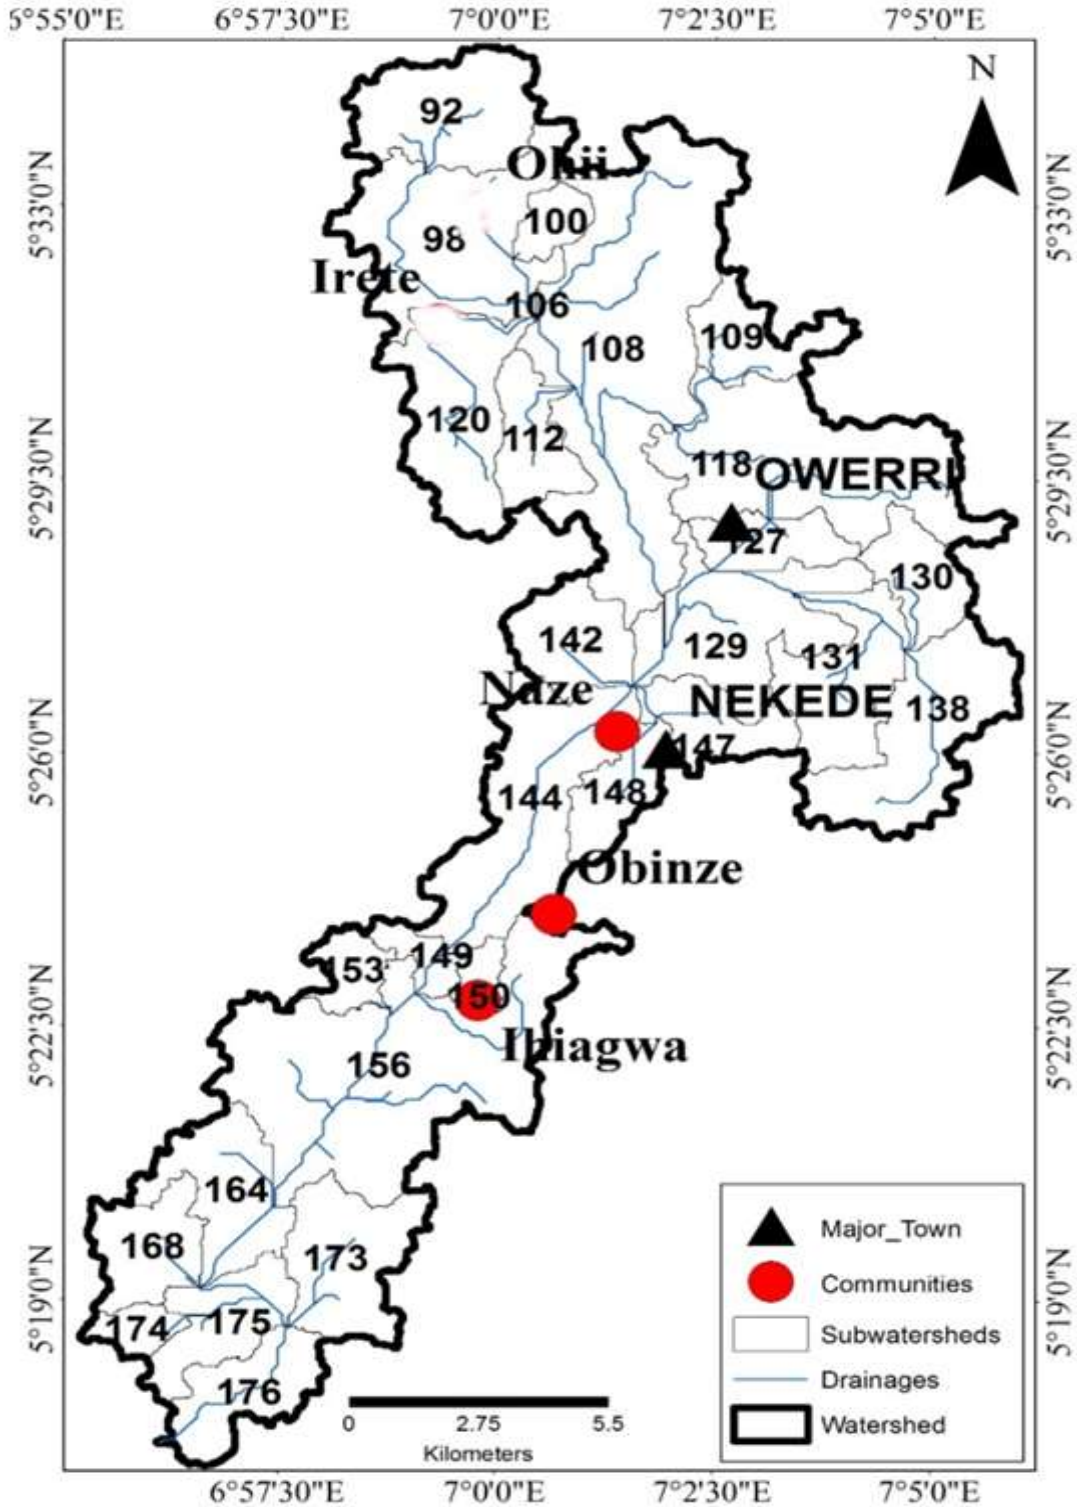 5°55'0"E 6°57'30"E 7°0'0"E 7°2'30"E 7°5'0"E
N
92
Ohii
5°33'0"N
5°33'0"N
100
98
Irete
106
109
108
120
112
118
OWERRI
5°29'30"N
5°29'30"N
127
130
142
129
131
Naze
NEKEDE
138
147
5°26'0"N
5°26'0"N
144
148
Obinze
149
153
150
5°22'30"N
5°22'30"N
Ihiagwa
156
164
168
173
Major_Town
Communities
5°19'0"N
5°19'0"N
174
175
Subwatersheds
176
Drainages
0 2.75 5.5
Kilometers
Watershed
6°57'30"E 7°0'0"E 7°2'30"E 7°5'0"E